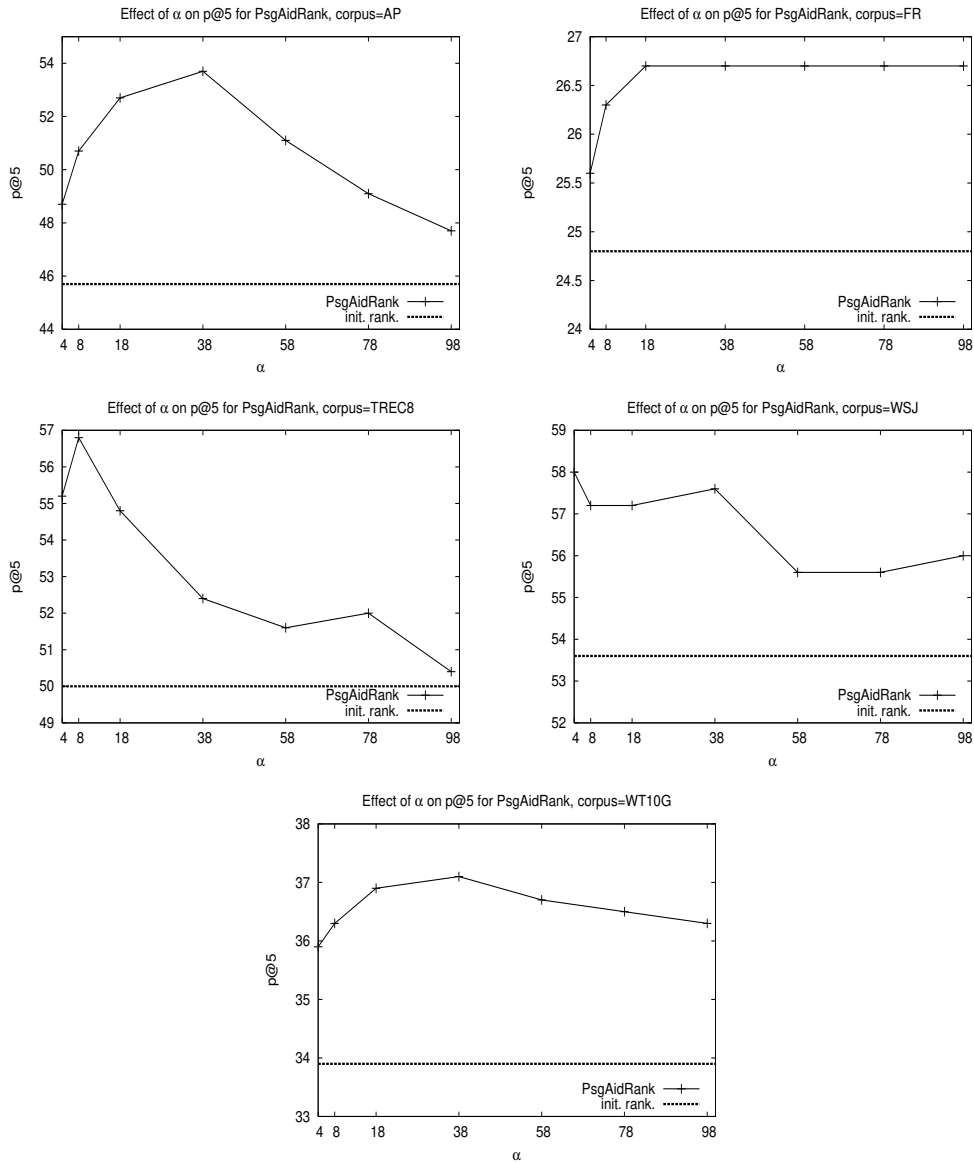 Effect of α on p@5 for PsgAidRank, corpus=AP
54
52
50
48
46
44
p@5
PsgAidRank
init. rank.
4 8 18 38 58 78 98
α
Effect of α on p@5 for PsgAidRank, corpus=FR
27
26.5
26
25.5
25
24.5
24
p@5
PsgAidRank
init. rank.
4 8 18 38 58 78 98
α
Effect of α on p@5 for PsgAidRank, corpus=TREC8
57
56
55
54
53
52
51
50
49
p@5
PsgAidRank
init. rank.
4 8 18 38 58 78 98
α
Effect of α on p@5 for PsgAidRank, corpus=WSJ
59
58
57
56
55
54
53
52
p@5
PsgAidRank
init. rank.
4 8 18 38 58 78 98
α
Effect of α on p@5 for PsgAidRank, corpus=WT10G
38
37
36
35
34
33
p@5
PsgAidRank
init. rank.
4 8 18 38 58 78 98
α